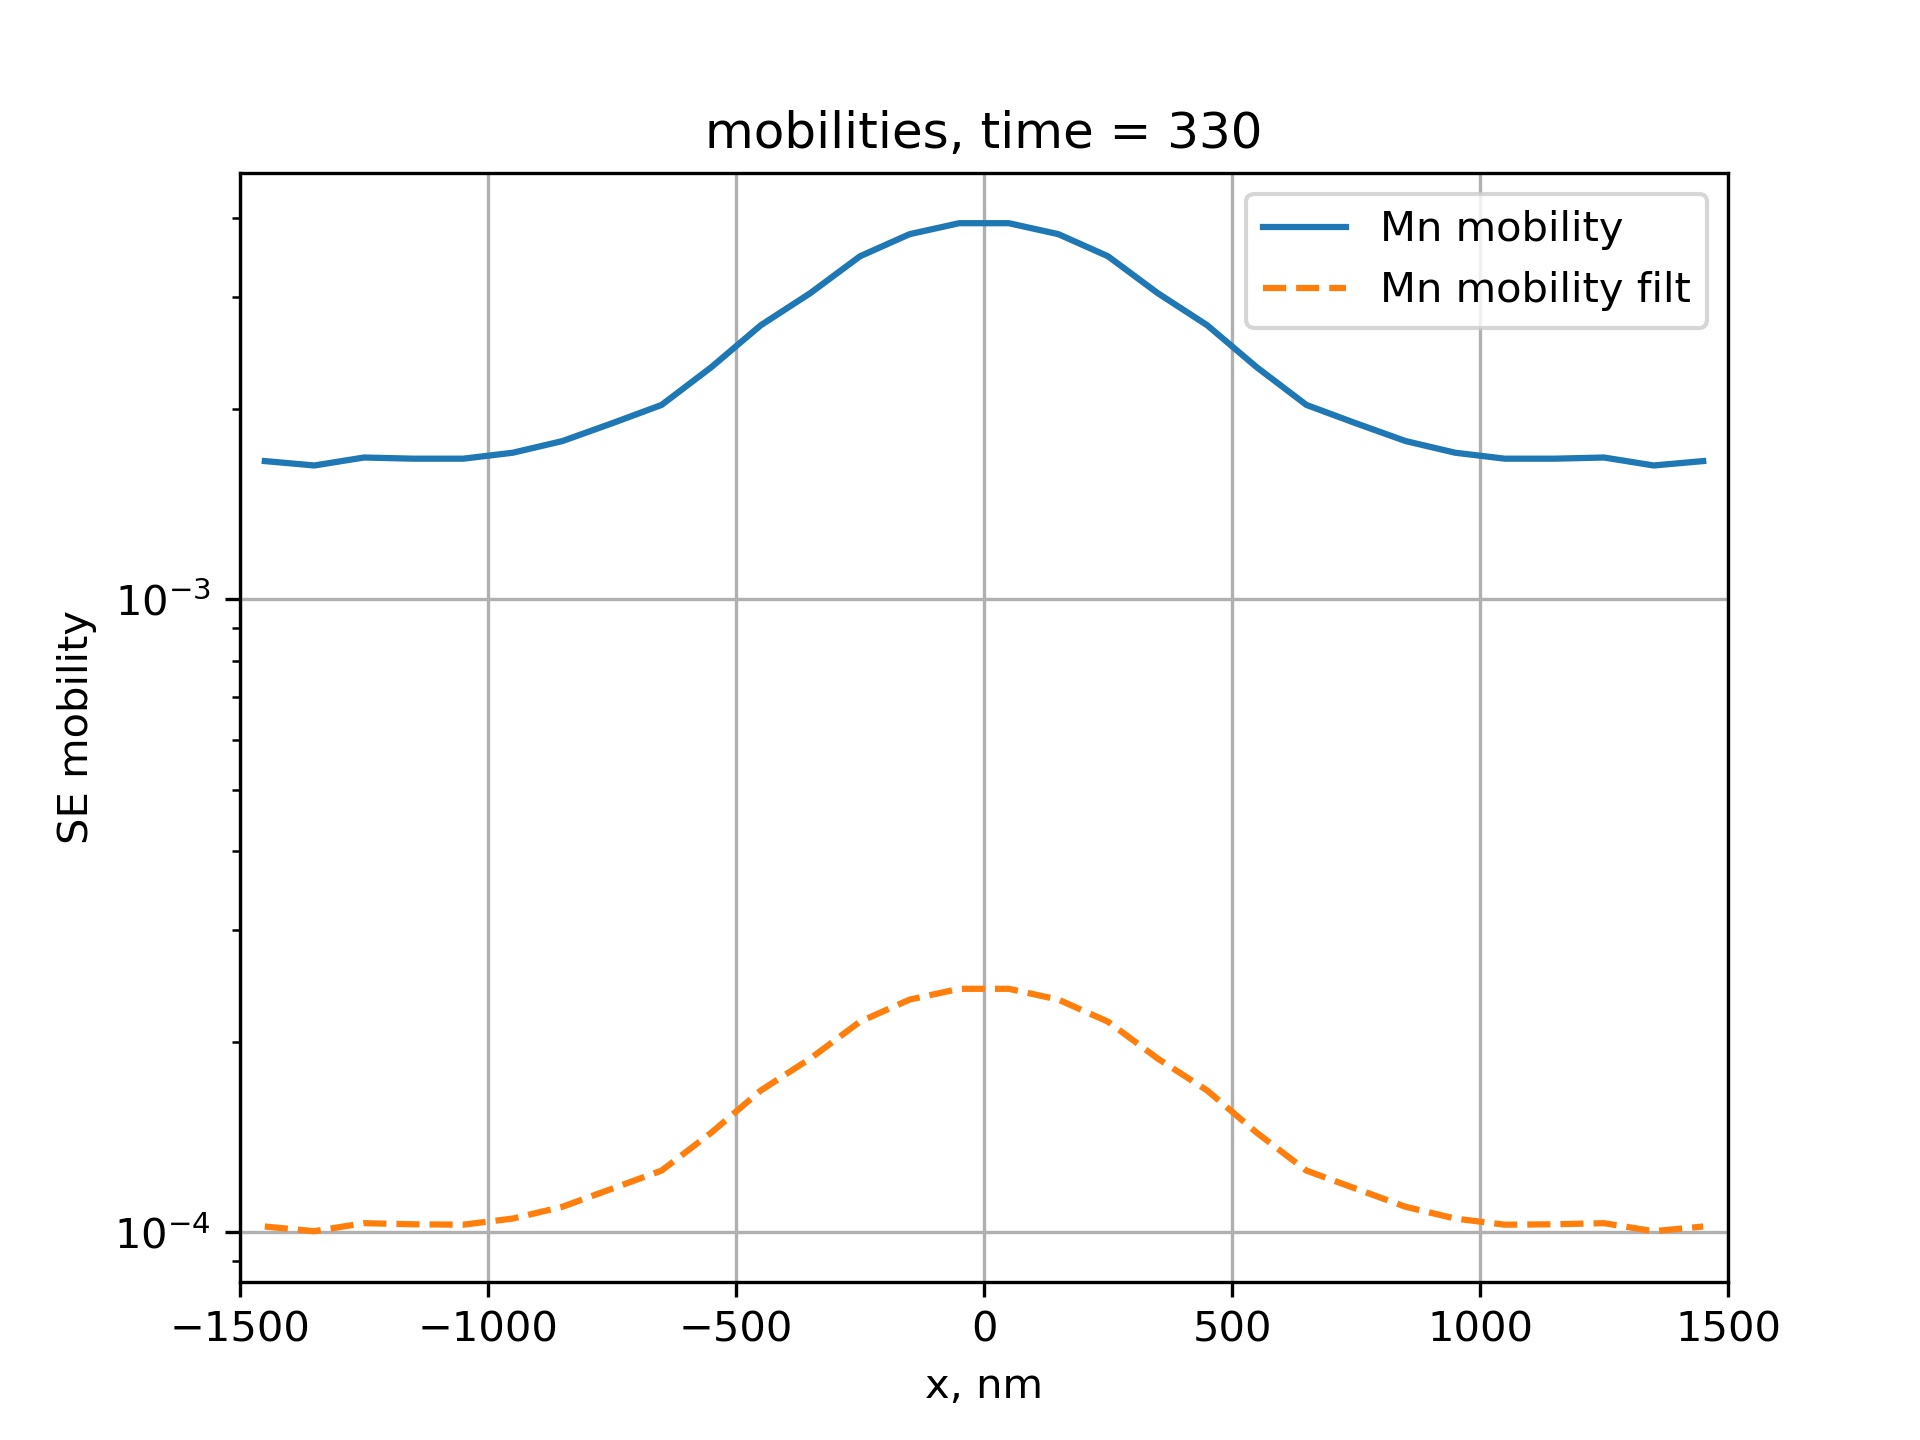 mobilities, time = 330
Mn mobility
Mn mobility filt
SE mobility
10⁻³
10⁻⁴
−1500 −1000 −500 0 500 1000 1500
x, nm